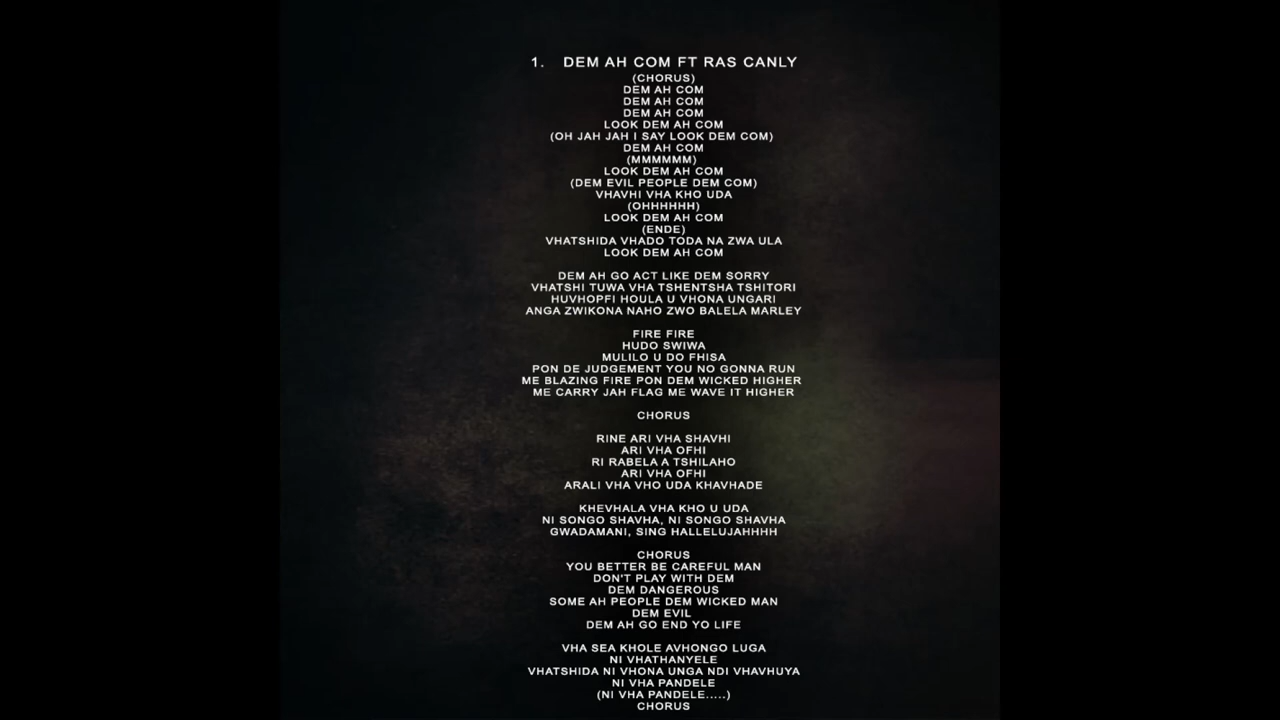 1. DEM AH COM FT RAS CANLY
(CHORUS)
DEM AH COM
DEM AH COM
DEM AH COM
LOOK DEM AH COM
(OH JAH JAH I SAY LOOK DEM COM)
DEM AH COM
(MMMMMM)
LOOK DEM AH COM
(DEM EVIL PEOPLE DEM COM)
VHAVHI VHA KHO UDA
(OHHHHHH)
LOOK DEM AH COM
(ENDE)
VHATSHIDA VHADO TODA NA ZWA ULA
LOOK DEM AH COM
DEM AH GO ACT LIKE DEM SORRY
VHATSHI TUWA VHA TSHENTSHA TSHITORI
HUVHOPFI HOULA U VHONA UNGARI
ANGA ZWIKONA NAHO ZWO BALELA MARLEY
FIRE FIRE
HUDO SWIWA
MULILO U DO FHISA
PON DE JUDGEMENT YOU NO GONNA RUN
ME BLAZING FIRE PON DEM WICKED HIGHER
ME CARRY JAH FLAG ME WAVE IT HIGHER
CHORUS
RINE ARI VHA SHAVHI
ARI VHA OFHI
RI RABELA A TSHILAHO
ARI VHA OFHI
ARALI VHA VHO UDA KHAVHADE
KHEVHALA VHA KHO U UDA
NI SONGO SHAVHA, NI SONGO SHAVHA
GWADAMANI, SING HALLELUJAHHHH
CHORUS
YOU BETTER BE CAREFUL MAN
DON'T PLAY WITH DEM
DEM DANGEROUS
SOME AH PEOPLE DEM WICKED MAN
DEM EVIL
DEM AH GO END YO LIFE
VHA SEA KHOLE AVHONGO LUGA
NI VHATHANYELE
VHATSHIDA NI VHONA UNGA NDI VHAVHUYA
NI VHA PANDELE
(NI VHA PANDELE.....)
CHORUS